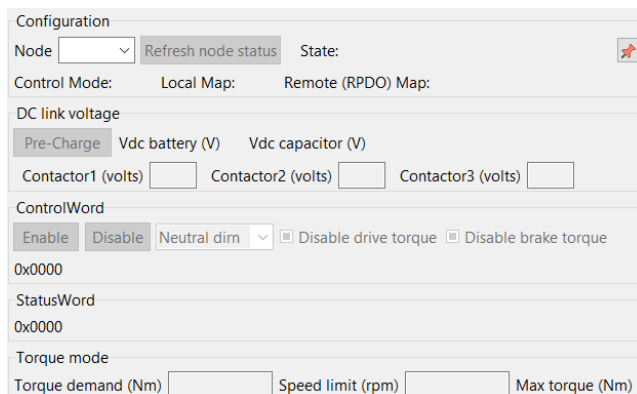 Configuration
Node Refresh node status State:
Control Mode: Local Map: Remote (RPDO) Map:
DC link voltage
Pre-Charge Vdc battery (V) Vdc capacitor (V)
Contactor1 (volts) Contactor2 (volts) Contactor3 (volts)
ControlWord
Enable Disable Neutral dirn Disable drive torque Disable brake torque
0x0000
StatusWord
0x0000
Torque mode
Torque demand (Nm) Speed limit (rpm) Max torque (Nm)